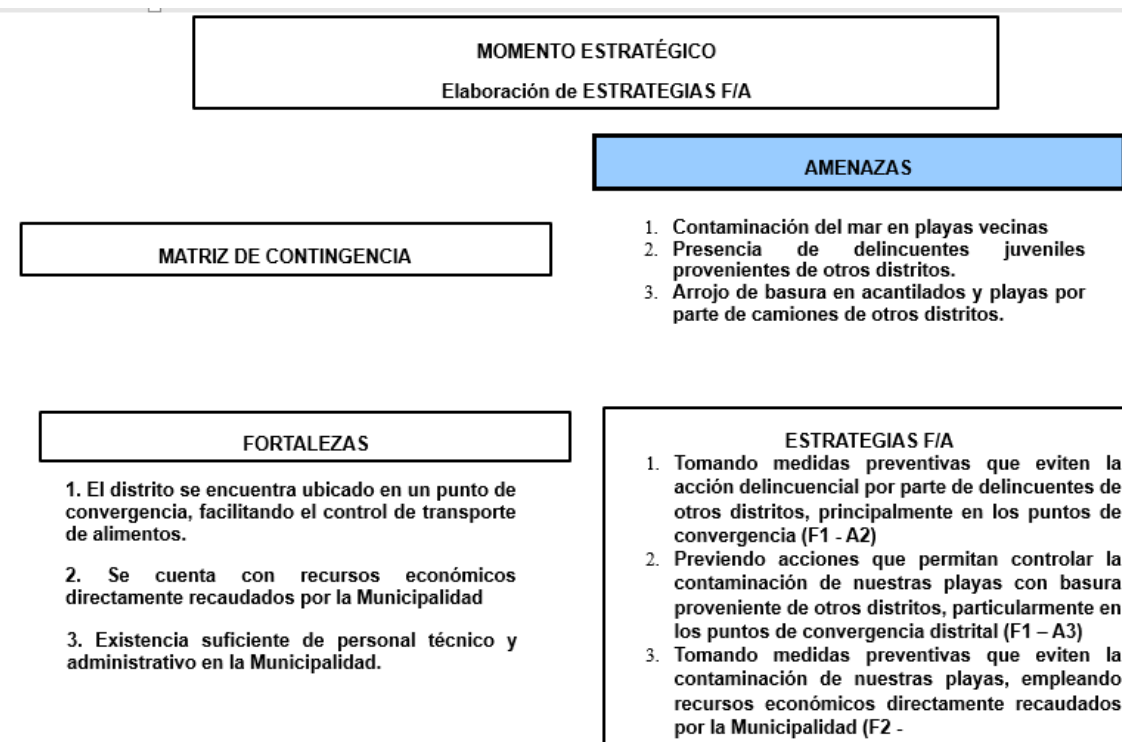 MOMENTO ESTRATÉGICO
Elaboración de ESTRATEGIAS F/A
AMENAZAS
1. Contaminación del mar en playas vecinas
2. Presencia de delincuentes juveniles
provenientes de otros distritos.
3. Arrojo de basura en acantilados y playas por
parte de camiones de otros distritos.
MATRIZ DE CONTINGENCIA
FORTALEZAS
1. El distrito se encuentra ubicado en un punto de
convergencia, facilitando el control de transporte
de alimentos.
2. Se cuenta con recursos económicos
directamente recaudados por la Municipalidad
3. Existencia suficiente de personal técnico y
administrativo en la Municipalidad.
ESTRATEGIAS F/A
1. Tomando medidas preventivas que eviten la
acción delincuencial por parte de delincuentes de
otros distritos, principalmente en los puntos de
convergencia (F1 - A2)
2. Previendo acciones que permitan controlar la
contaminación de nuestras playas con basura
proveniente de otros distritos, particularmente en
los puntos de convergencia distrital (F1 – A3)
3. Tomando medidas preventivas que eviten la
contaminación de nuestras playas, empleando
recursos económicos directamente recaudados
por la Municipalidad (F2 -